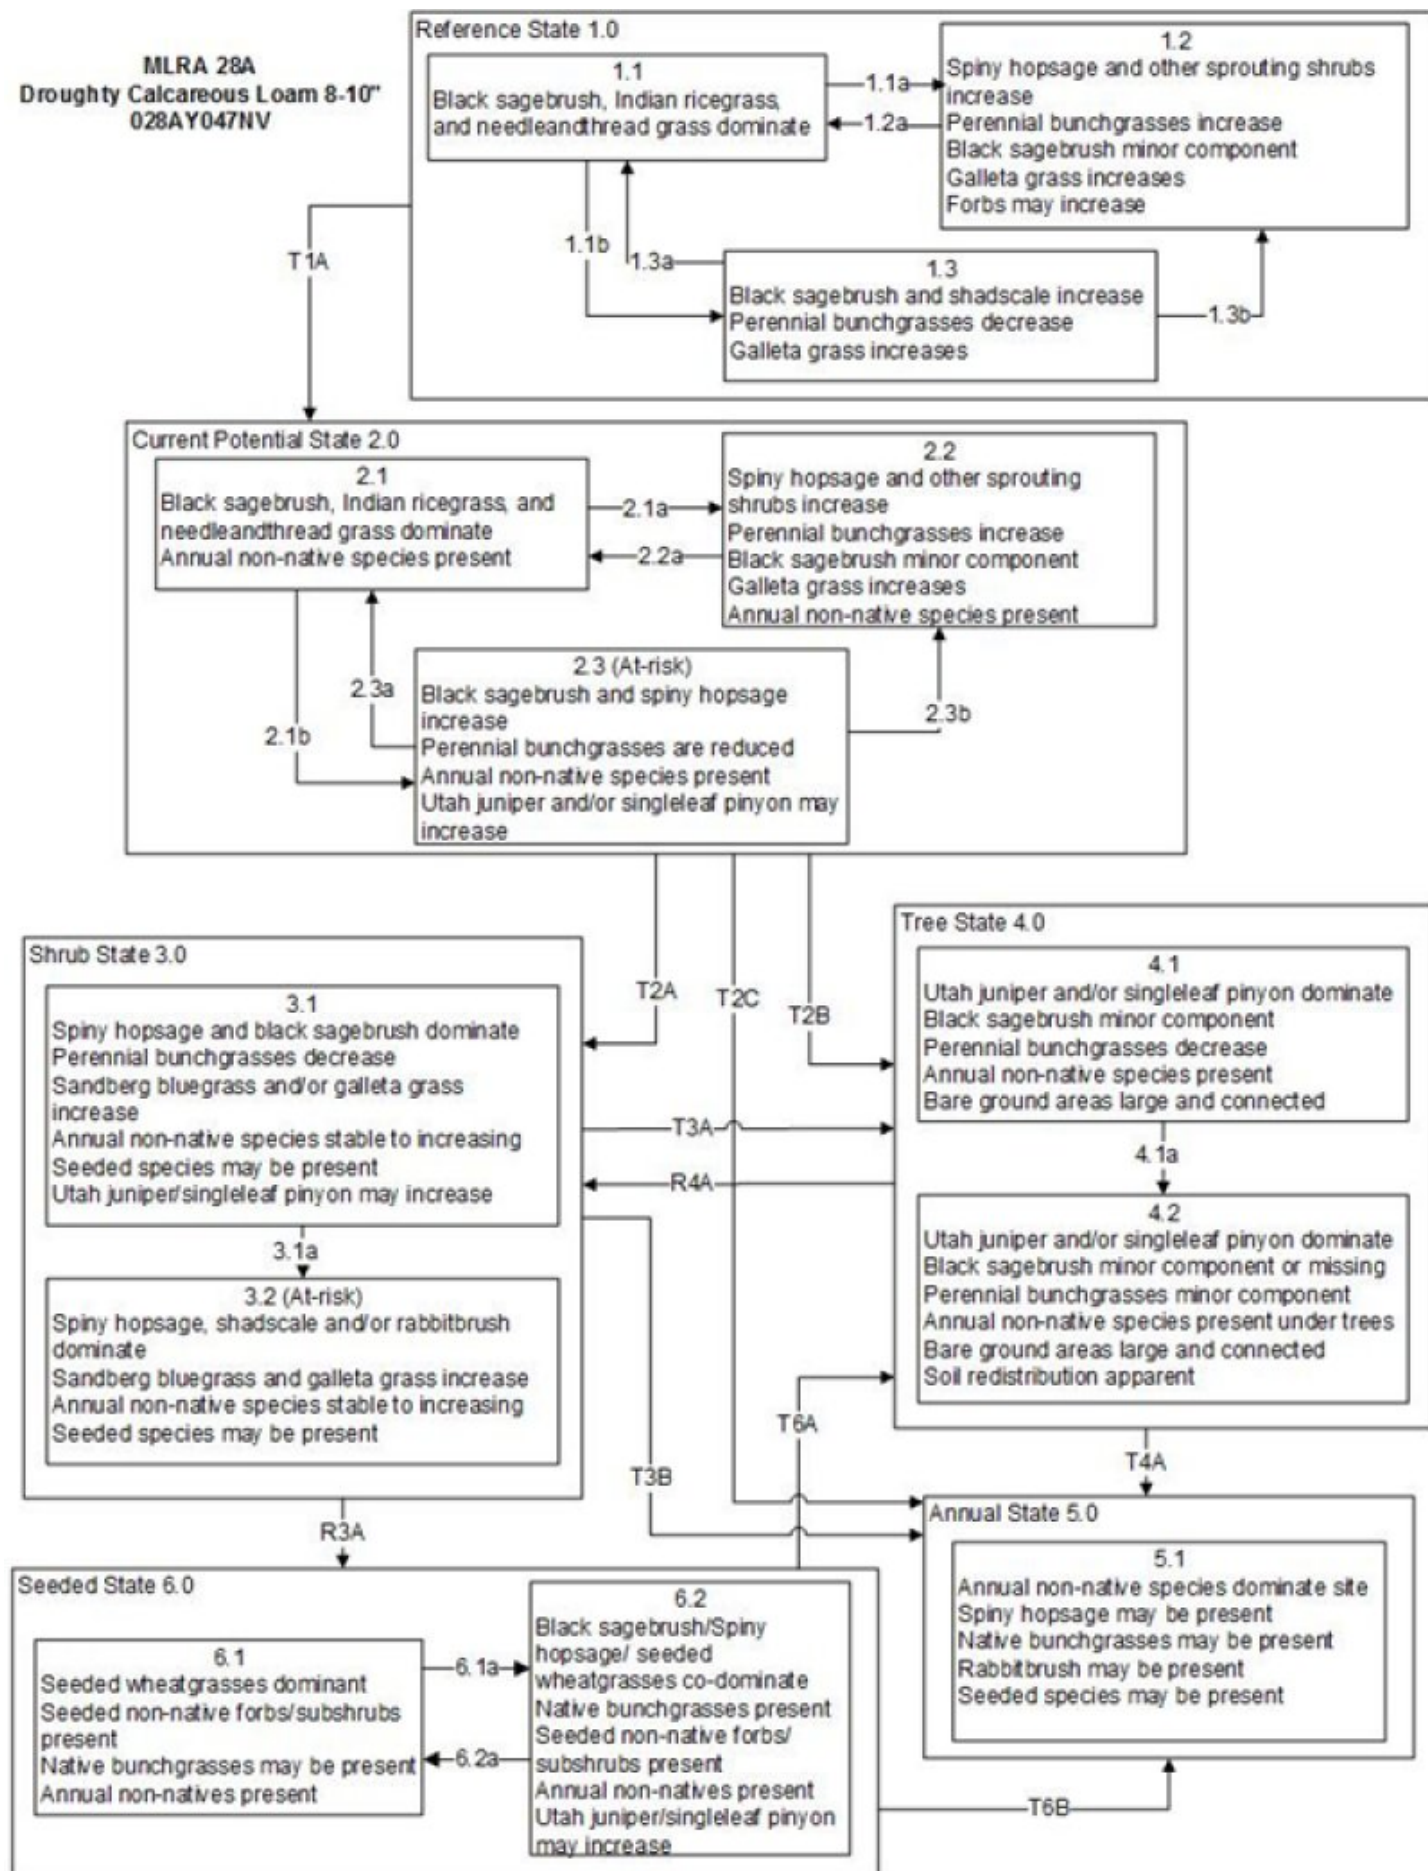 MLRA 28A
Droughty Calcareous Loam 8-10"
028AY047NV
Reference State 1.0
1.1
Black sagebrush, Indian ricegrass,
and needleandthread grass dominate
1.1a
1.2a
1.2
Spiny hopsage and other sprouting shrubs
increase
Perennial bunchgrasses increase
Black sagebrush minor component
Galleta grass increases
Forbs may increase
1.1b
1.3a
1.3
Black sagebrush and shadscale increase
Perennial bunchgrasses decrease
Galleta grass increases
1.3b
T1A
Current Potential State 2.0
2.1
Black sagebrush, Indian ricegrass, and
needleandthread grass dominate
Annual non-native species present
2.1a
2.2a
2.2
Spiny hopsage and other sprouting
shrubs increase
Perennial bunchgrasses increase
Black sagebrush minor component
Galleta grass increases
Annual non-native species present
2.1b
2.3a
2.3 (At-risk)
Black sagebrush and spiny hopsage
increase
Perennial bunchgrasses are reduced
Annual non-native species present
Utah juniper and/or singleleaf pinyon may
increase
2.3b
T2A
T2C
T2B
Shrub State 3.0
3.1
Spiny hopsage and black sagebrush dominate
Perennial bunchgrasses decrease
Sandberg bluegrass and/or galleta grass
increase
Annual non-native species stable to increasing
Seeded species may be present
Utah juniper/singleleaf pinyon may increase
3.1a
3.2 (At-risk)
Spiny hopsage, shadscale and/or rabbitbrush
dominate
Sandberg bluegrass and galleta grass increase
Annual non-native species stable to increasing
Seeded species may be present
T3A
R4A
T3B
R3A
Tree State 4.0
4.1
Utah juniper and/or singleleaf pinyon dominate
Black sagebrush minor component
Perennial bunchgrasses decrease
Annual non-native species present
Bare ground areas large and connected
4.1a
4.2
Utah juniper and/or singleleaf pinyon dominate
Black sagebrush minor component or missing
Perennial bunchgrasses minor component
Annual non-native species present under trees
Bare ground areas large and connected
Soil redistribution apparent
T6A
T4A
Annual State 5.0
5.1
Annual non-native species dominate site
Spiny hopsage may be present
Native bunchgrasses may be present
Rabbitbrush may be present
Seeded species may be present
Seeded State 6.0
6.1
Seeded wheatgrasses dominant
Seeded non-native forbs/subshrubs
present
Native bunchgrasses may be present
Annual non-natives present
6.1a
6.2a
6.2
Black sagebrush/Spiny
hopsage/ seeded
wheatgrasses co-dominate
Native bunchgrasses present
Seeded non-native forbs/
subshrubs present
Annual non-natives present
Utah juniper/singleleaf pinyon
may increase
T6B